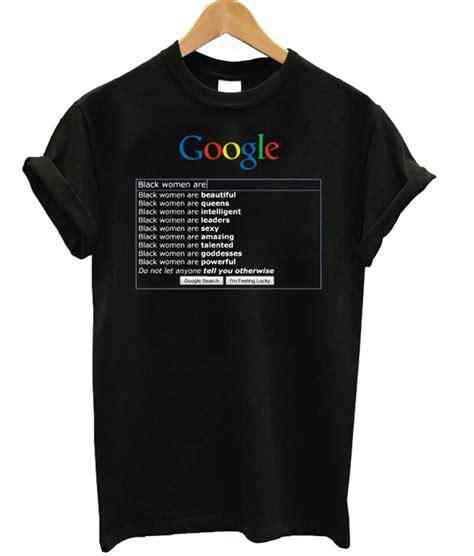 Google
Black women are
Black women are beautiful
Black women are queens
Black women are intelligent
Black women are leaders
Black women are sexy
Black women are amazing
Black women are talented
Black women are goddesses
Black women are powerful
Do not let anyone tell you otherwise
Google Search I'm Feeling Lucky